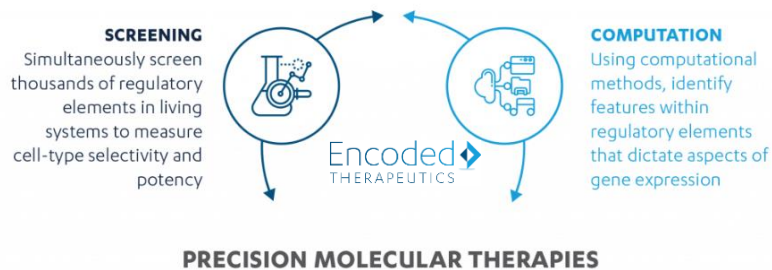 SCREENING
Simultaneously screen
thousands of regulatory
elements in living
systems to measure
cell-type selectivity and
potency
COMPUTATION
Using computational
methods, identify
features within
regulatory elements
that dictate aspects of
gene expression
Encoded
THERAPEUTICS
PRECISION MOLECULAR THERAPIES